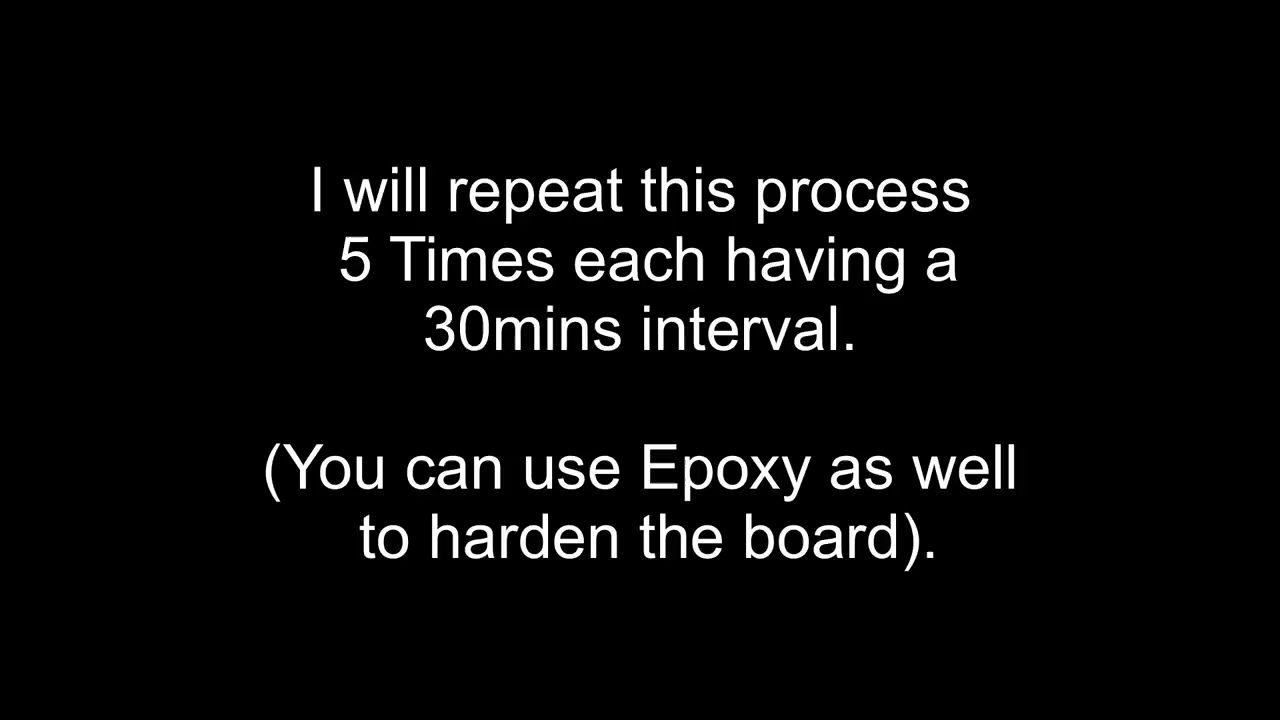 I will repeat this process
5 Times each having a
30mins interval.
(You can use Epoxy as well
to harden the board).